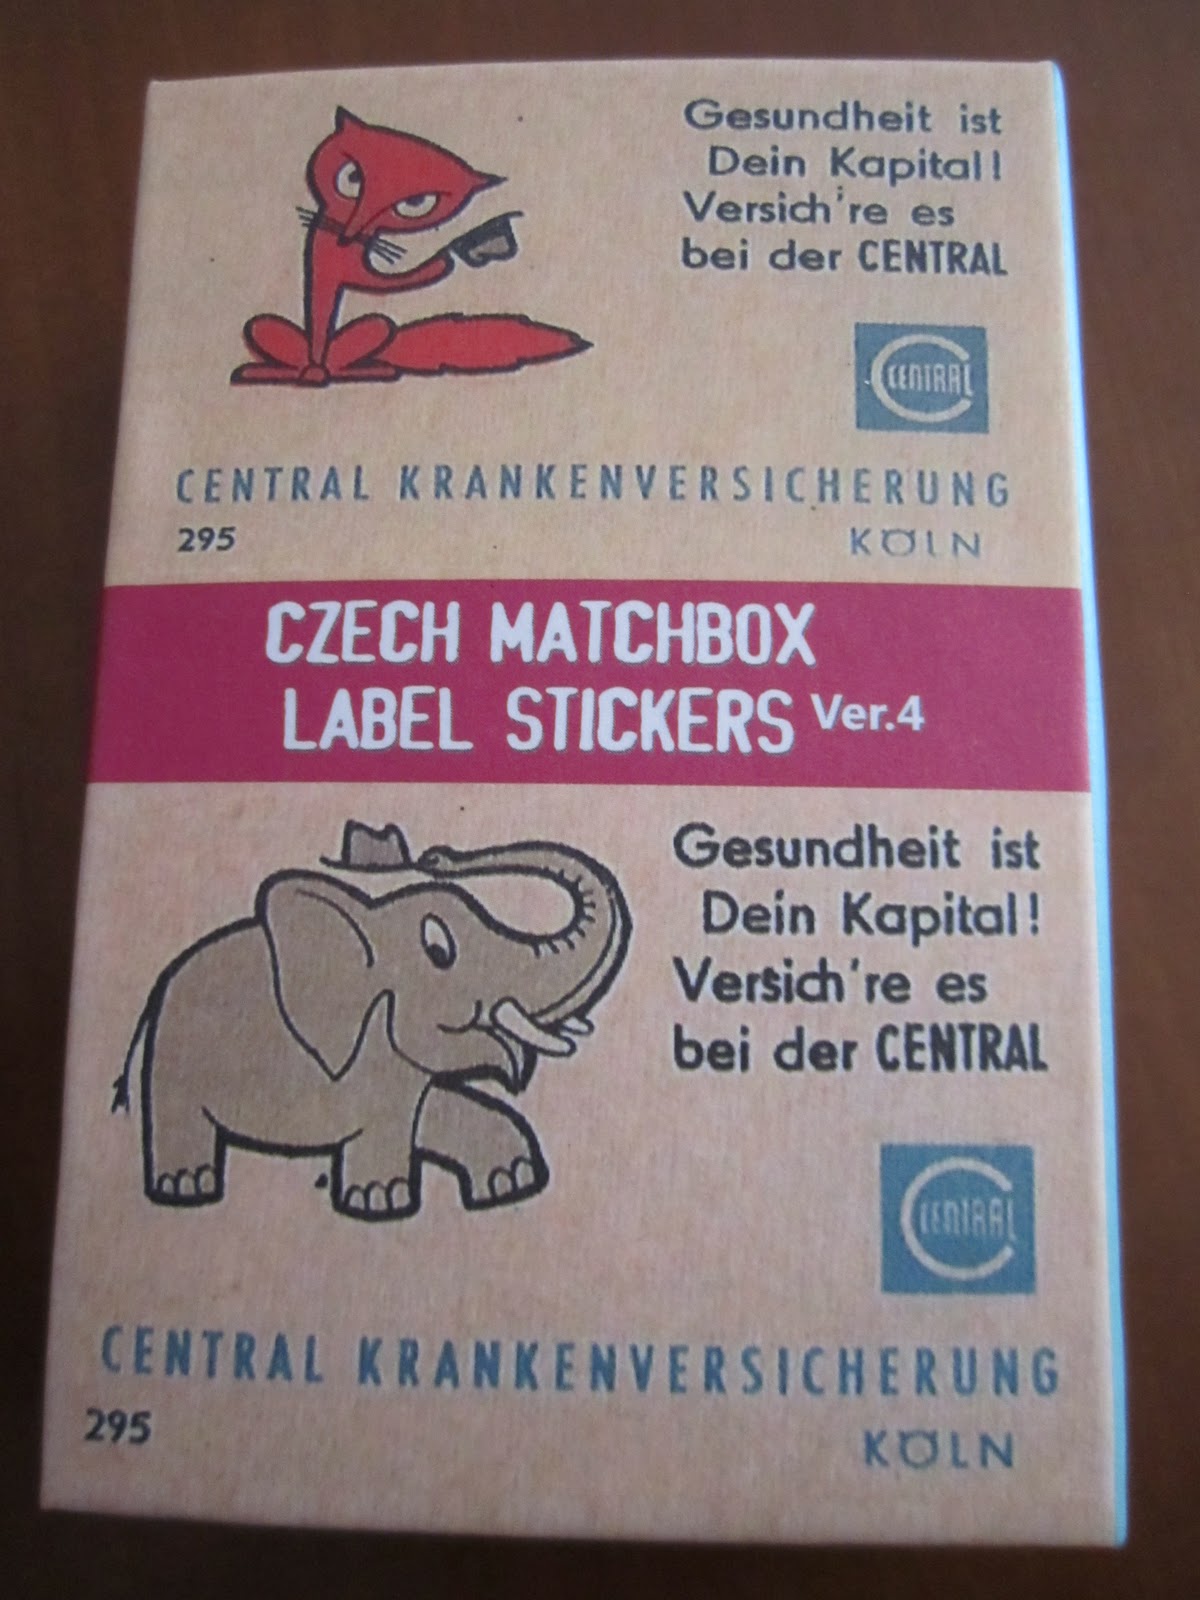 Gesundheit ist
Dein Kapital!
Versich're es
bei der CENTRAL
CENTRAL
CENTRAL KRANKENVERSICHERUNG
295
KÖLN
CZECH MATCHBOX
LABEL STICKERS Ver.4
Gesundheit ist
Dein Kapital!
Versich're es
bei der CENTRAL
CENTRAL
CENTRAL KRANKENVERSICHERUNG
295
KÖLN